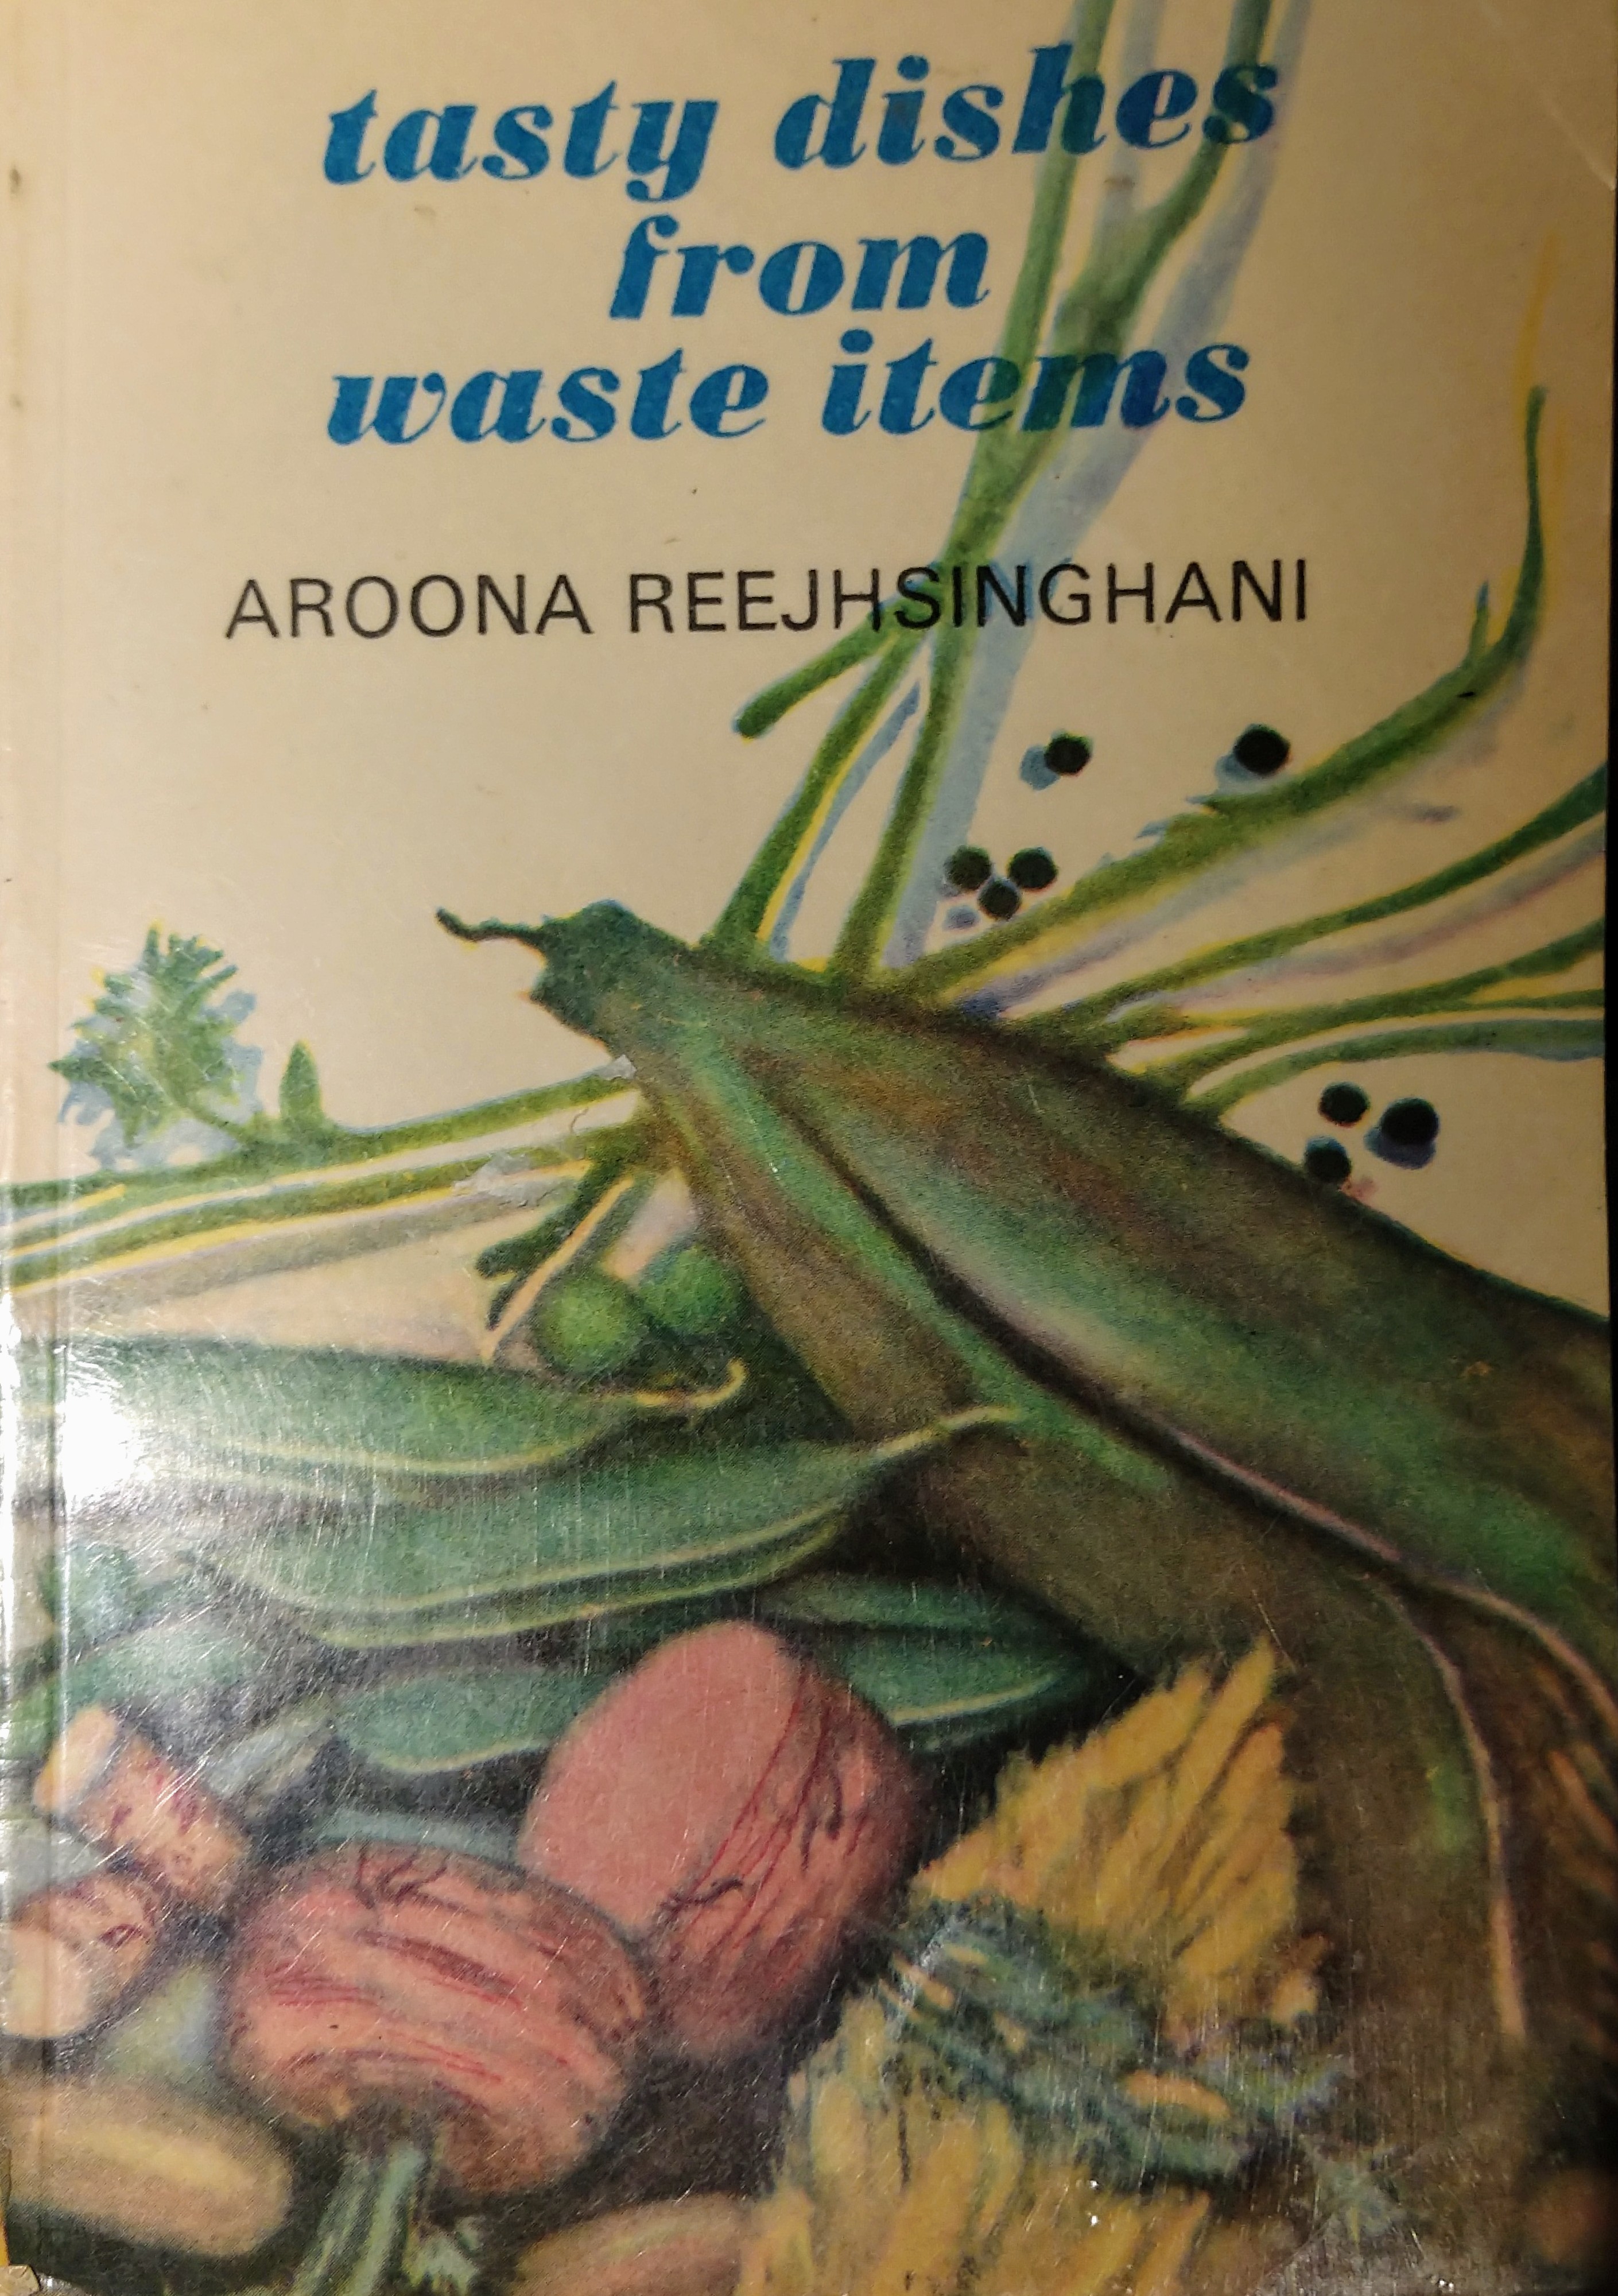 tasty dishes
from
waste items
AROONA REEJHSINGHANI